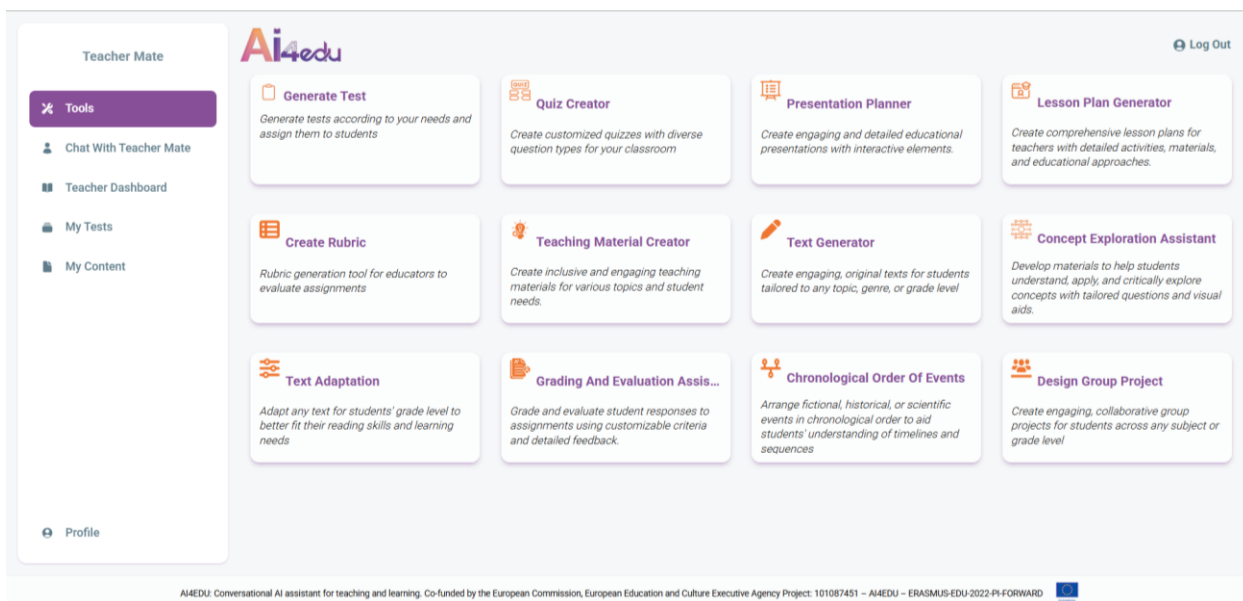 Teacher Mate
Tools
Chat With Teacher Mate
Teacher Dashboard
My Tests
My Content
Profile
Ai4edu
Log Out
Generate Test
Generate tests according to your needs and
assign them to students
QUIZ
Quiz Creator
Create customized quizzes with diverse
question types for your classroom
Presentation Planner
Create engaging and detailed educational
presentations with interactive elements.
Lesson Plan Generator
Create comprehensive lesson plans for
teachers with detailed activities, materials,
and educational approaches.
Create Rubric
Rubric generation tool for educators to
evaluate assignments
Teaching Material Creator
Create inclusive and engaging teaching
materials for various topics and student
needs.
Text Generator
Create engaging, original texts for students
tailored to any topic, genre, or grade level
Concept Exploration Assistant
Develop materials to help students
understand, apply, and critically explore
concepts with tailored questions and visual
aids.
Text Adaptation
Adapt any text for students' grade level to
better fit their reading skills and learning
needs
Grading And Evaluation Assis...
Grade and evaluate student responses to
assignments using customizable criteria
and detailed feedback.
Chronological Order Of Events
Arrange fictional, historical, or scientific
events in chronological order to aid
students' understanding of timelines and
sequences
Design Group Project
Create engaging, collaborative group
projects for students across any subject or
grade level
AI4EDU: Conversational AI assistant for teaching and learning. Co-funded by the European Commission, European Education and Culture Executive Agency Project: 101087451 – AI4EDU – ERASMUS-EDU-2022-PI-FORWARD